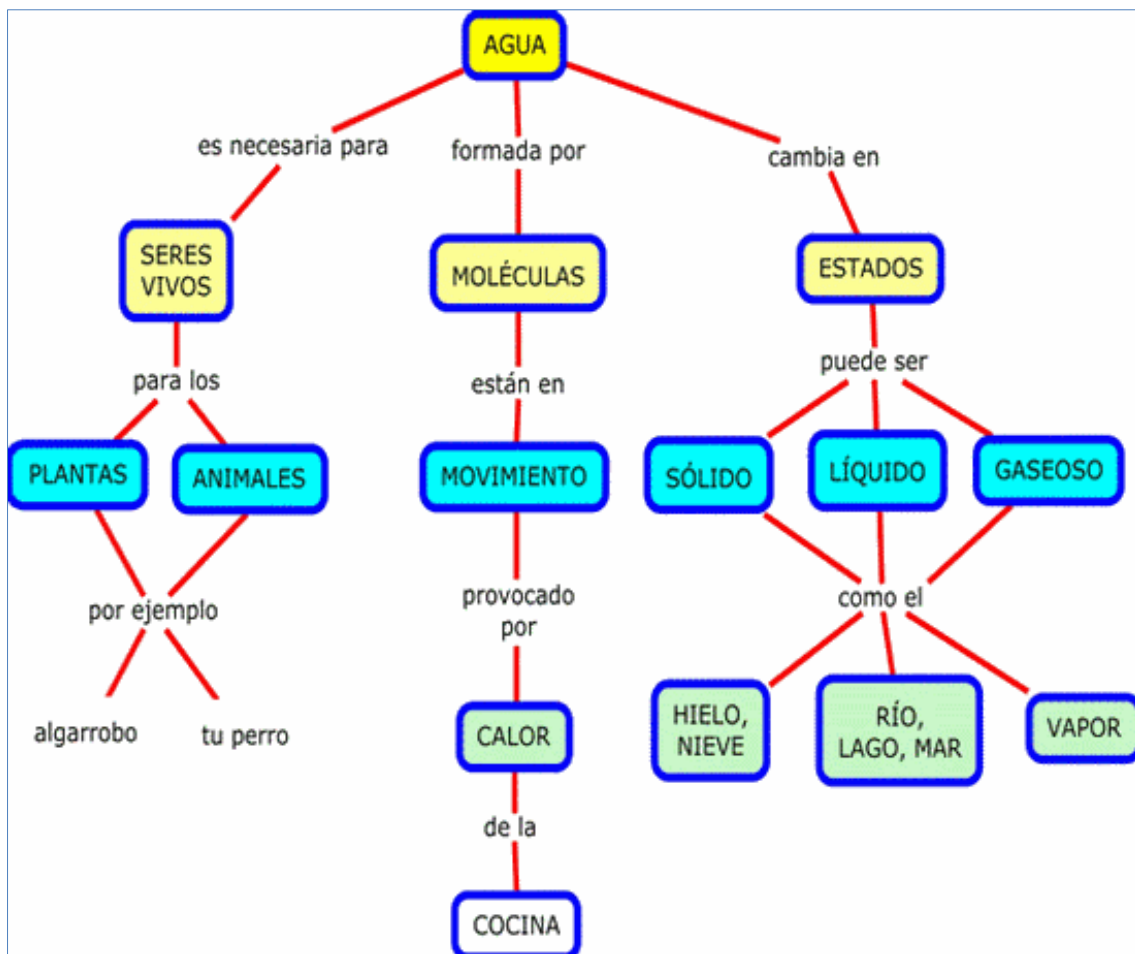 AGUA
es necesaria para
formada por
cambia en
SERES
VIVOS
MOLÉCULAS
ESTADOS
para los
están en
puede ser
PLANTAS
ANIMALES
MOVIMIENTO
SÓLIDO
LÍQUIDO
GASEOSO
por ejemplo
provocado
por
como el
algarrobo
tu perro
CALOR
HIELO,
NIEVE
RÍO,
LAGO, MAR
VAPOR
de la
COCINA